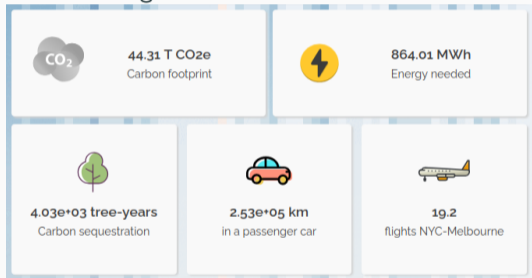 CO2
44.31 T CO2e
Carbon footprint
864.01 MWh
Energy needed
4.03e+03 tree-years
Carbon sequestration
2.53e+05 km
in a passenger car
19.2
flights NYC-Melbourne